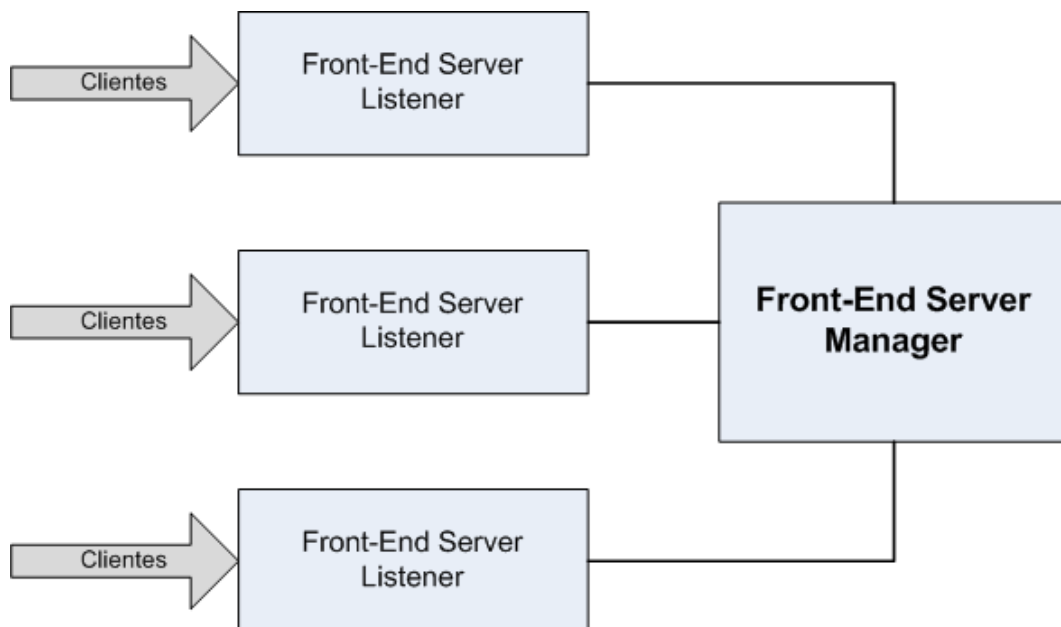 Clientes
Front-End Server
Listener
Clientes
Front-End Server
Listener
Front-End Server
Manager
Clientes
Front-End Server
Listener